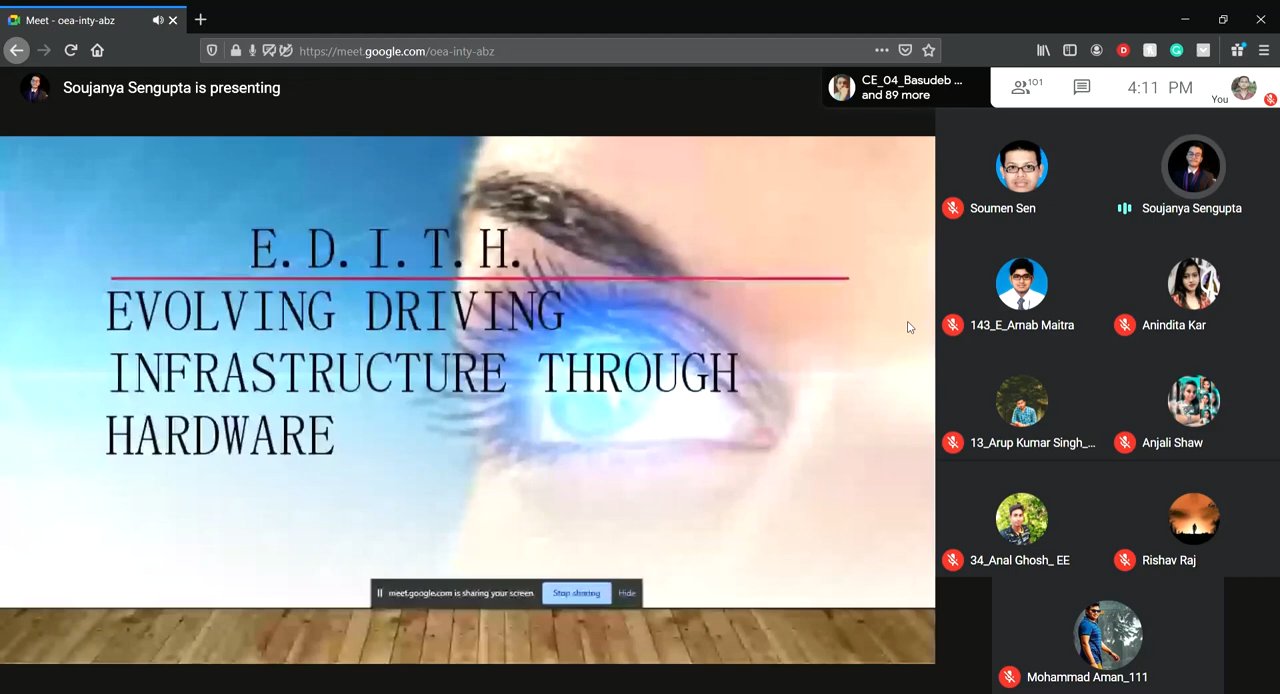 Meet - oea-inty-abz
https://meet.google.com/oea-inty-abz
Soujanya Sengupta is presenting
CE_04_Basudeb ...
and 89 more
101
4:11 PM
You
E. D. I. T. H.
EVOLVING DRIVING
INFRASTRUCTURE THROUGH
HARDWARE
meet.google.com is sharing your screen.
Stop sharing
Hide
Soumen Sen
Soujanya Sengupta
143_E_Arnab Maitra
Anindita Kar
13_Arup Kumar Singh_...
Anjali Shaw
34_Anal Ghosh_ EE
Rishav Raj
Mohammad Aman_111